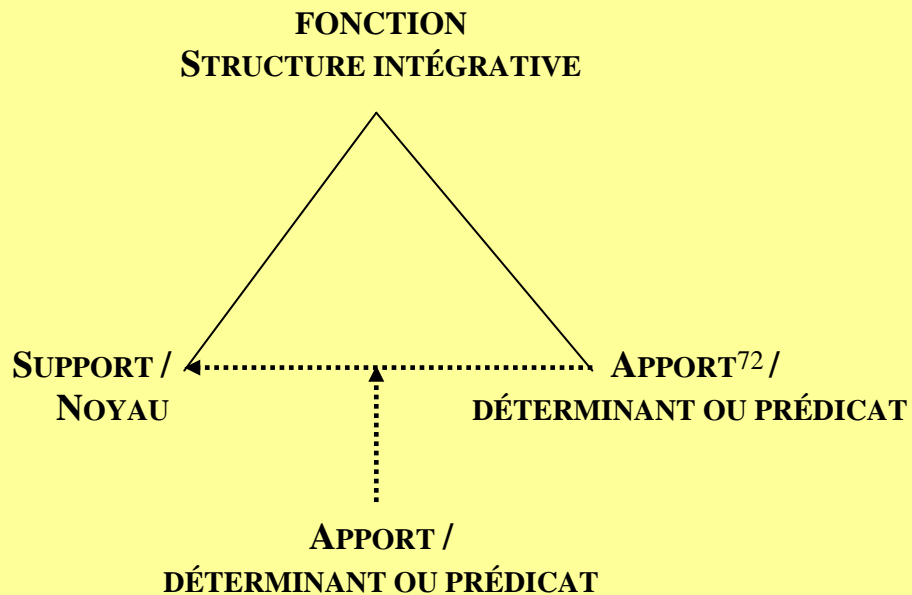 FONCTION
STRUCTURE INTÉGRATIVE
SUPPORT /
NOYAU
APPORT72 /
DÉTERMINANT OU PRÉDICAT
APPORT /
DÉTERMINANT OU PRÉDICAT